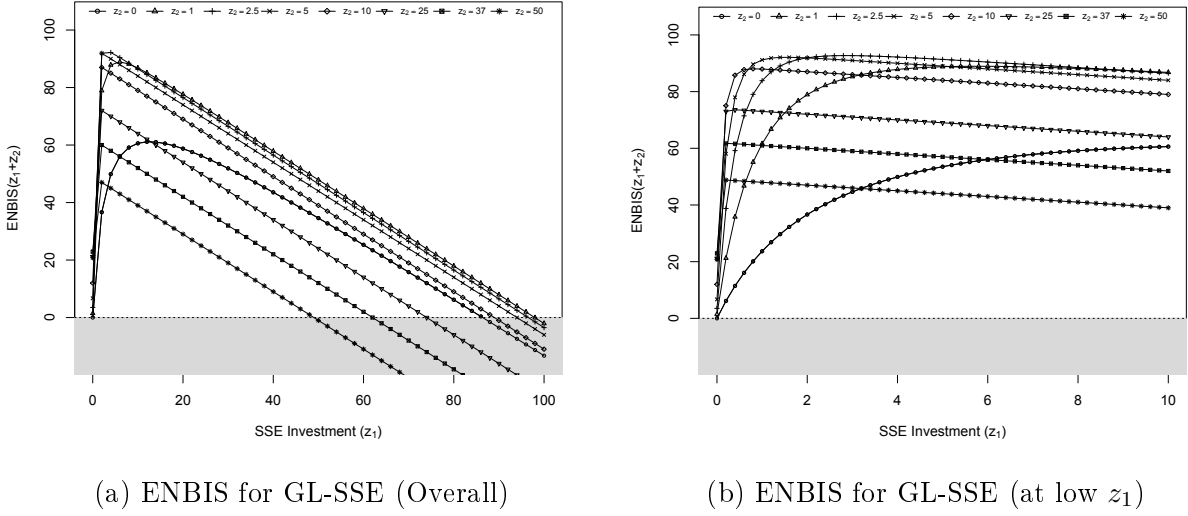 z₂ = 0 z₂ = 1 z₂ = 2.5 z₂ = 5 z₂ = 10 z₂ = 25 z₂ = 37 z₂ = 50
ENBIS(z₁+z₂)
100
80
60
40
20
0
0 20 40 60 80 100
SSE Investment (z₁)
(a) ENBIS for GL-SSE (Overall)
z₂ = 0 z₂ = 1 z₂ = 2.5 z₂ = 5 z₂ = 10 z₂ = 25 z₂ = 37 z₂ = 50
ENBIS(z₁+z₂)
100
80
60
40
20
0
0 2 4 6 8 10
SSE Investment (z₁)
(b) ENBIS for GL-SSE (at low z₁)